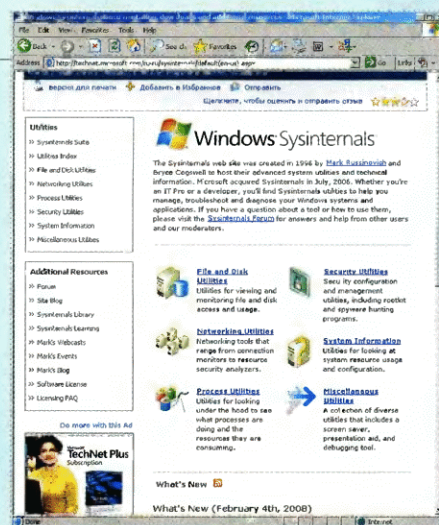 File Edit View Favorites Tools Help
Back Search Favorites
Address Go Links
версия для печати Добавить в Избранное Отправить
Щелкните, чтобы оценить и отправить отзыв
Utilities
» Sysinternals Suite
» Utilities Index
» File and Disk Utilities
» Networking Utilities
» Process Utilities
» Security Utilities
» System Information
» Miscellaneous Utilities
Additional Resources
» Forum
» Site Blog
» Sysinternals Library
» Sysinternals Learning
» Mark's Webcasts
» Mark's Events
» Mark's Blog
» Software License
» Licensing FAQ
Do more with this Ad
Microsoft
TechNet Plus
Subscription
Windows Sysinternals
The Sysinternals web site was created in 1996 by Mark Russinovich and
Bryce Cogswell to host their advanced system utilities and technical
information. Microsoft acquired Sysinternals in July, 2006. Whether you're
an IT Pro or a developer, you'll find Sysinternals utilities to help you
manage, troubleshoot and diagnose your Windows systems and
applications. If you have a question about a tool or how to use them,
please visit the Sysinternals Forum for answers and help from other users
and our moderators.
File and Disk
Utilities
Utilities for viewing and
monitoring file and disk
access and usage.
Security Utilities
Security configuration
and management
utilities, including rootkit
and spyware hunting
programs.
Networking Utilities
Networking tools that
range from connection
monitors to resource
security analyzers.
System Information
Utilities for looking at
system resource usage
and configuration.
Process Utilities
Utilities for looking
under the hood to see
what processes are
doing and the
resources they are
consuming.
Miscellaneous
Utilities
A collection of diverse
utilities that includes a
screen saver,
presentation aid, and
debugging tool.
What's New
What's New (February 4th, 2008)
Done Internet